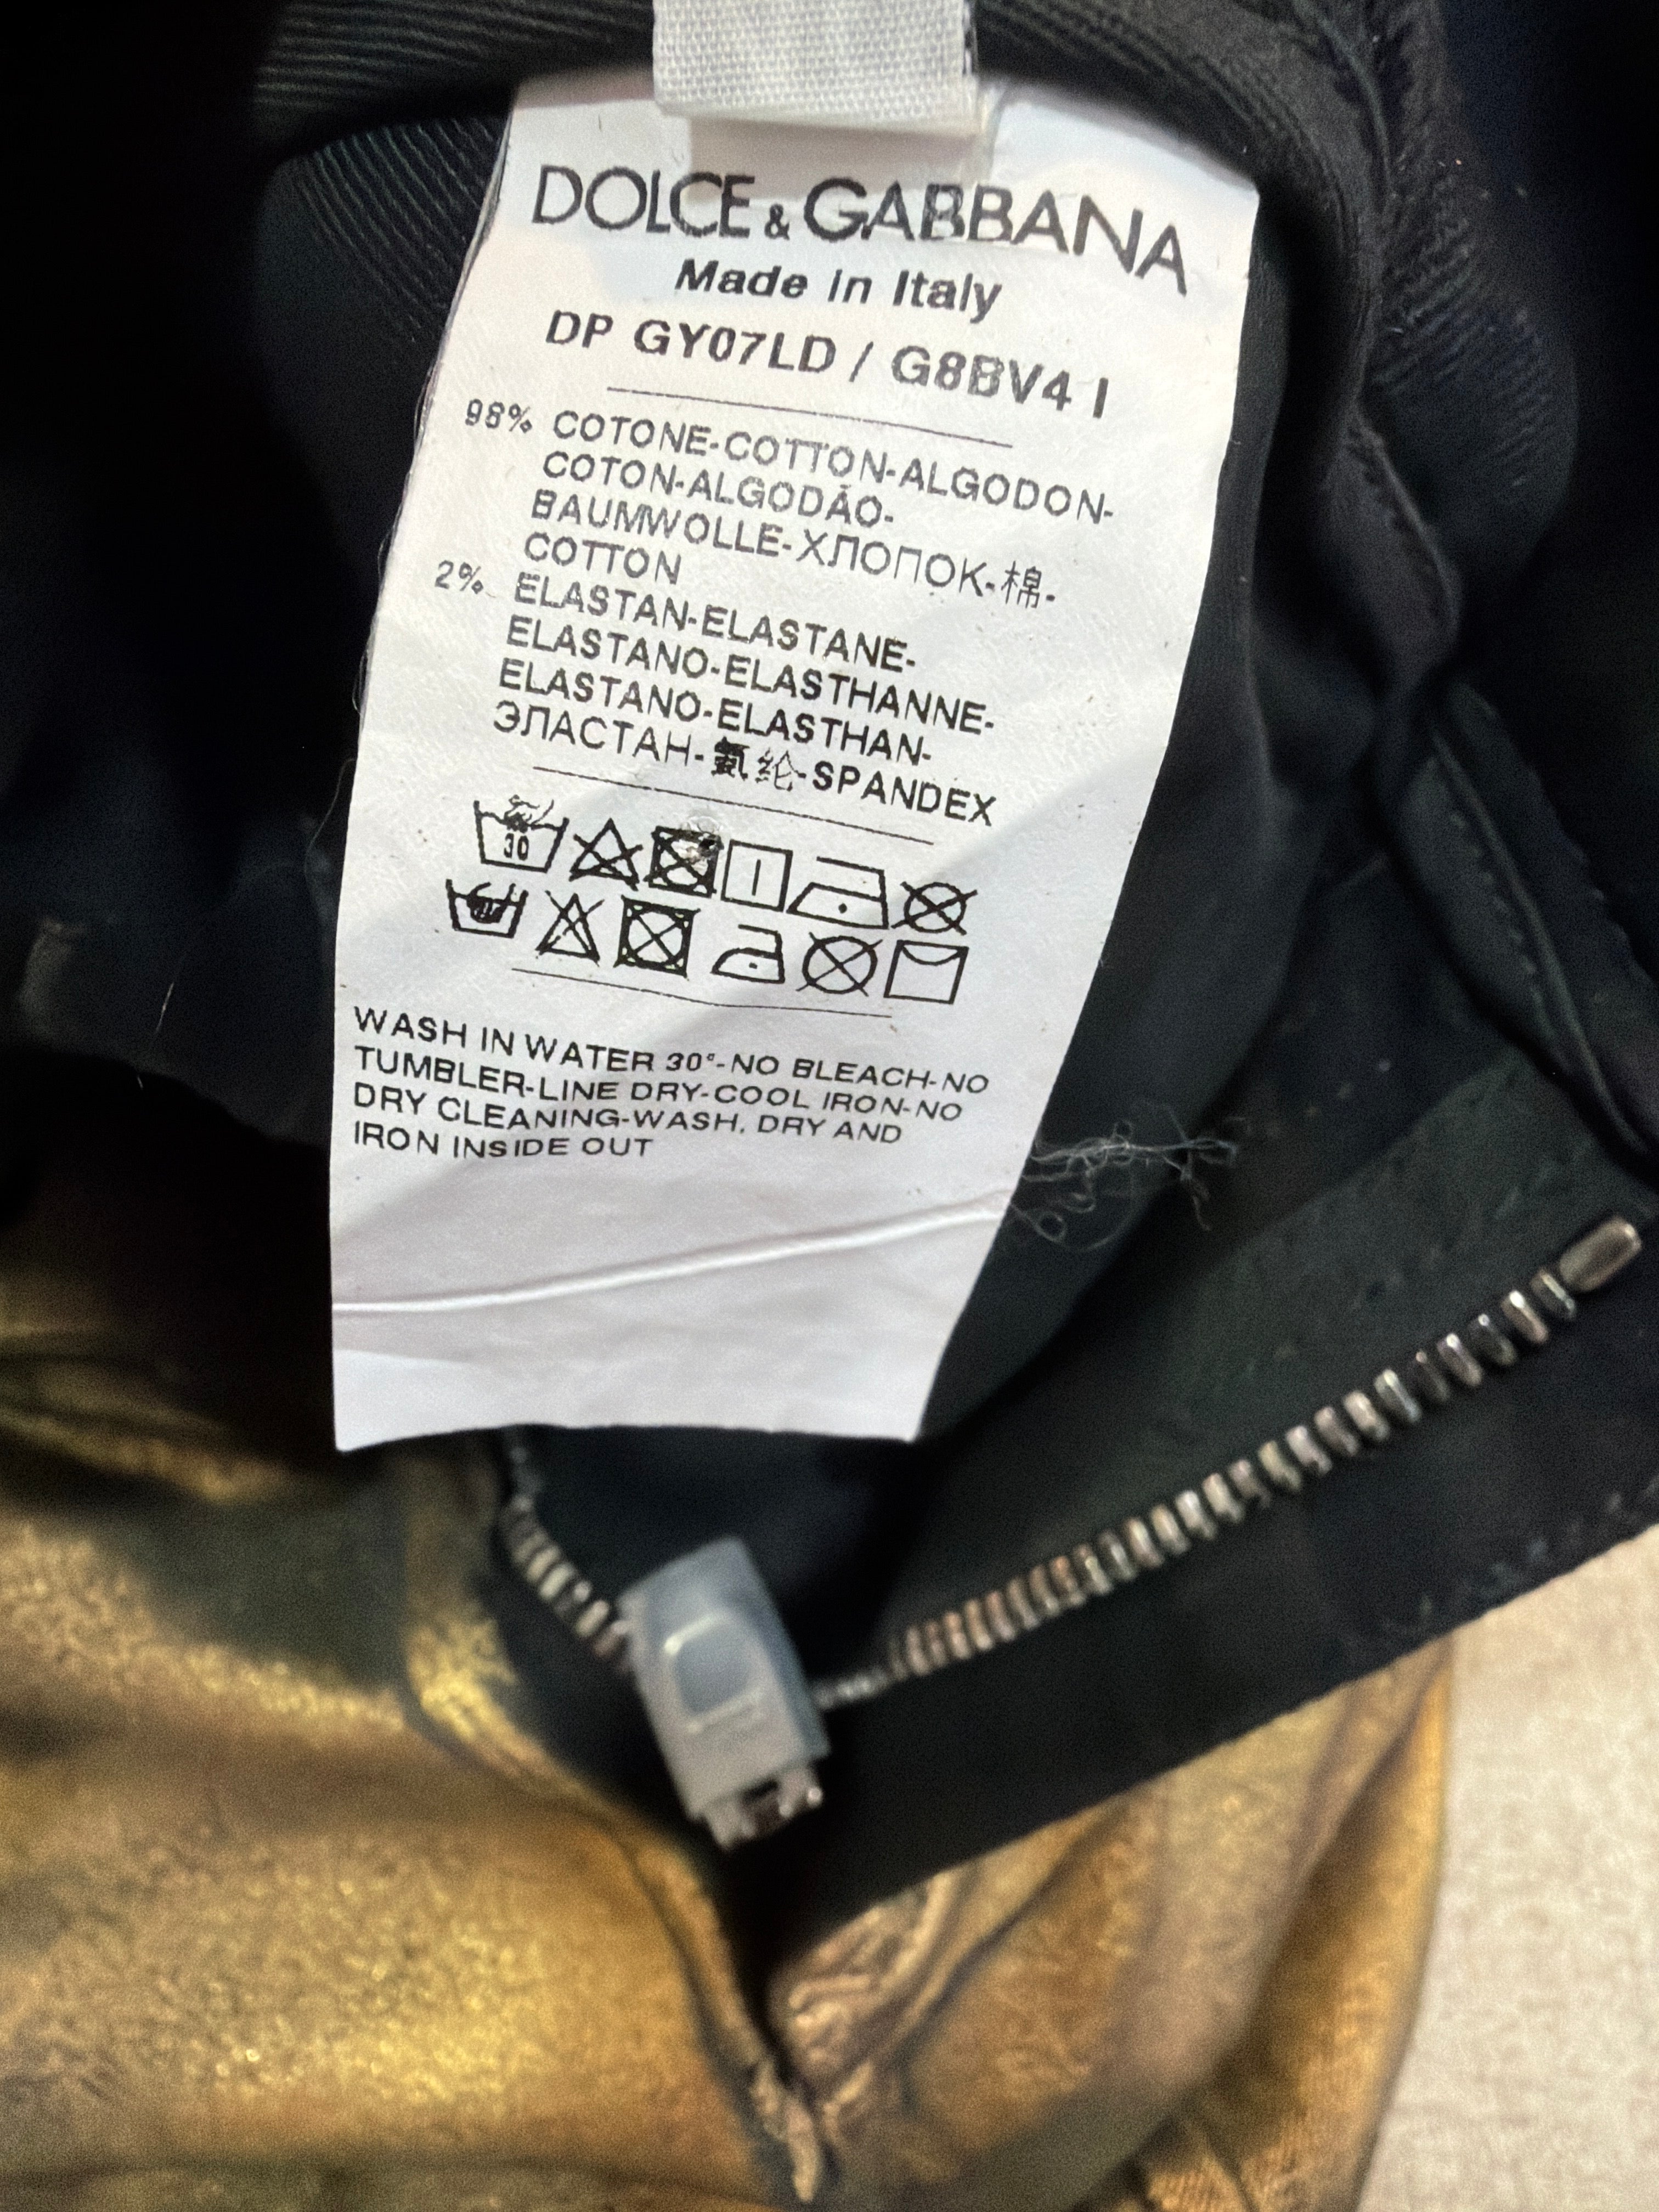 DOLCE & GABBANA
Made in Italy
DP GY07LD / G8BV4 I
98% COTONE-COTTON-ALGODON-
COTON-ALGODÃO-
BAUMWOLLE-ХЛОПОК-棉-
COTTON
2% ELASTAN-ELASTANE-
ELASTANO-ELASTHANNE-
ELASTANO-ELASTHAN-
ЭЛАСТАН-氨纶-SPANDEX
30
WASH IN WATER 30°-NO BLEACH-NO
TUMBLER-LINE DRY-COOL IRON-NO
DRY CLEANING-WASH, DRY AND
IRON INSIDE OUT